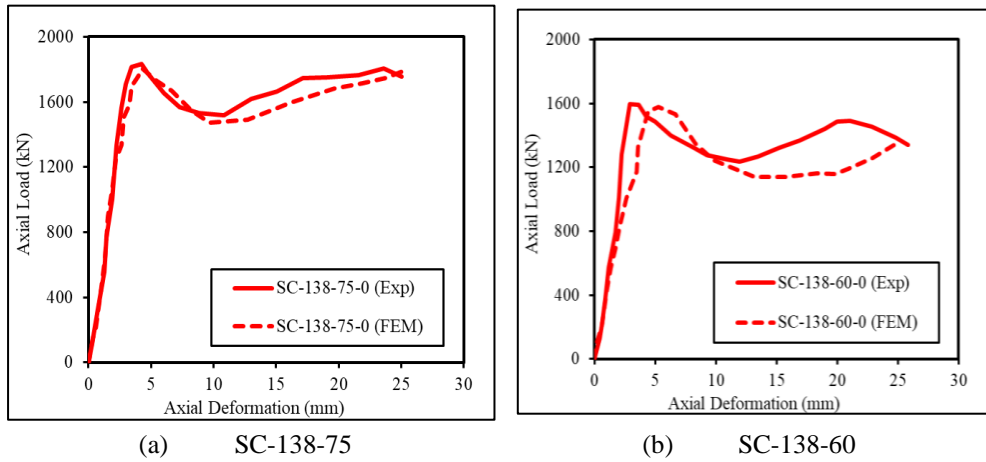 2000
1600
1200
800
400
0
Axial Load (kN)
SC-138-75-0 (Exp)
SC-138-75-0 (FEM)
0 5 10 15 20 25 30
Axial Deformation (mm)
(a) SC-138-75
2000
1600
1200
800
400
0
Axial Load (kN)
SC-138-60-0 (Exp)
SC-138-60-0 (FEM)
0 5 10 15 20 25 30
Axial Deformation (mm)
(b) SC-138-60